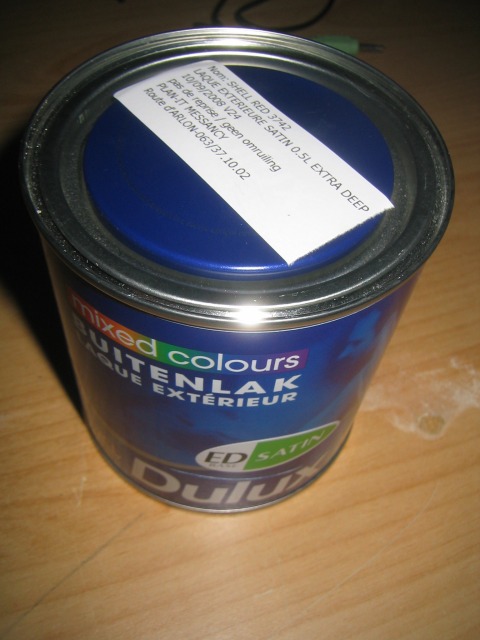 Nom: SHELL RED 3742
LAQUE EXTERIEURE SATIN 0.5L EXTRA DEEP
10/09/2008 V24
pas de reprise / geen omruiling
PLAN-IT MESSANCY
Route d'ARLON-063/37.10.02
mixed colours
BUITENLAK
LAQUE EXTÉRIEUR
ED
SATIN
Dulux